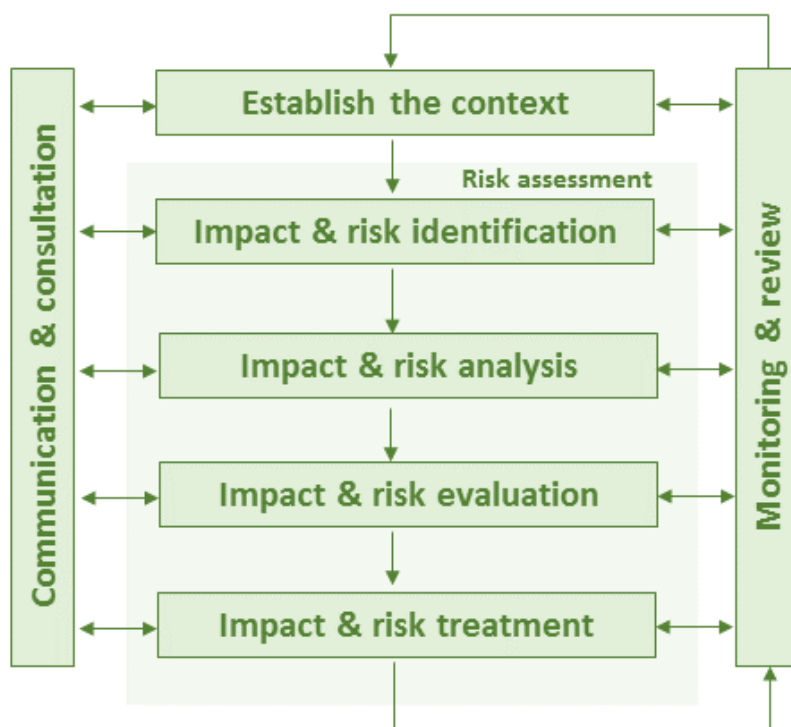 Establish the context
Risk assessment
Impact & risk identification
Impact & risk analysis
Impact & risk evaluation
Impact & risk treatment
Communication & consultation
Monitoring & review